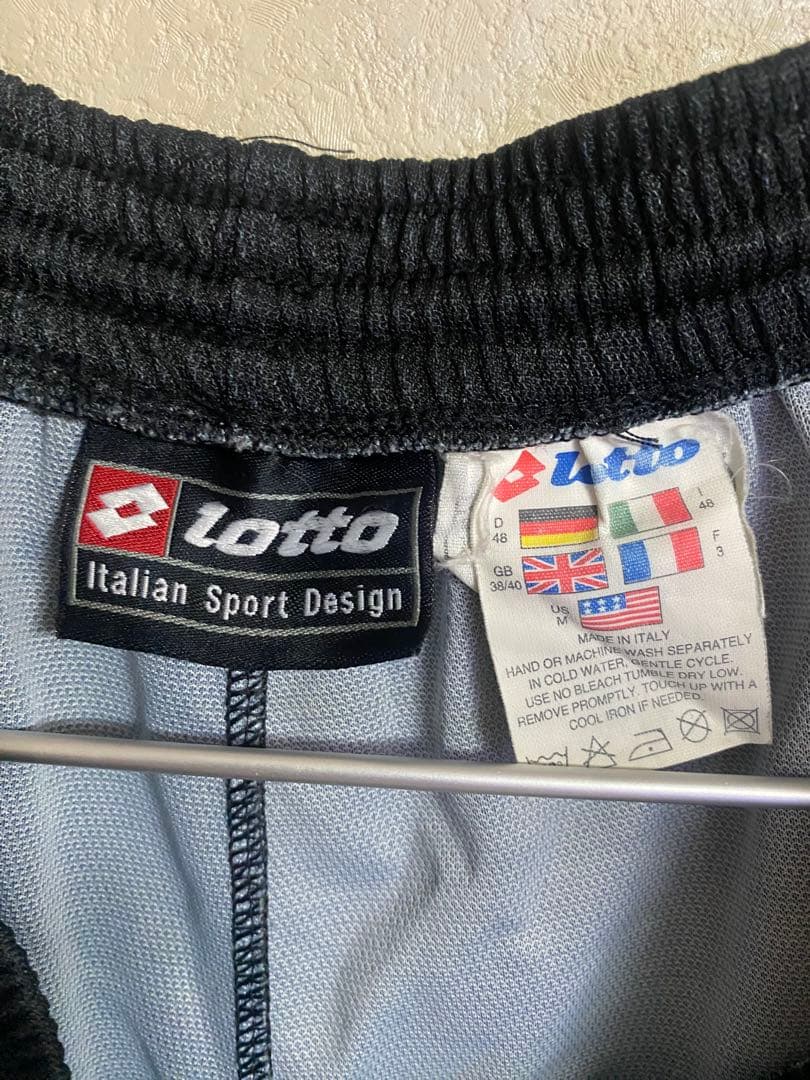 lotto
Italian Sport Design
lotto
D 48
I 48
GB 38/40
F 3
US M
MADE IN ITALY
HAND OR MACHINE WASH SEPARATELY
IN COLD WATER, GENTLE CYCLE.
USE NO BLEACH TUMBLE DRY LOW.
REMOVE PROMPTLY. TOUCH UP WITH A
COOL IRON IF NEEDED.